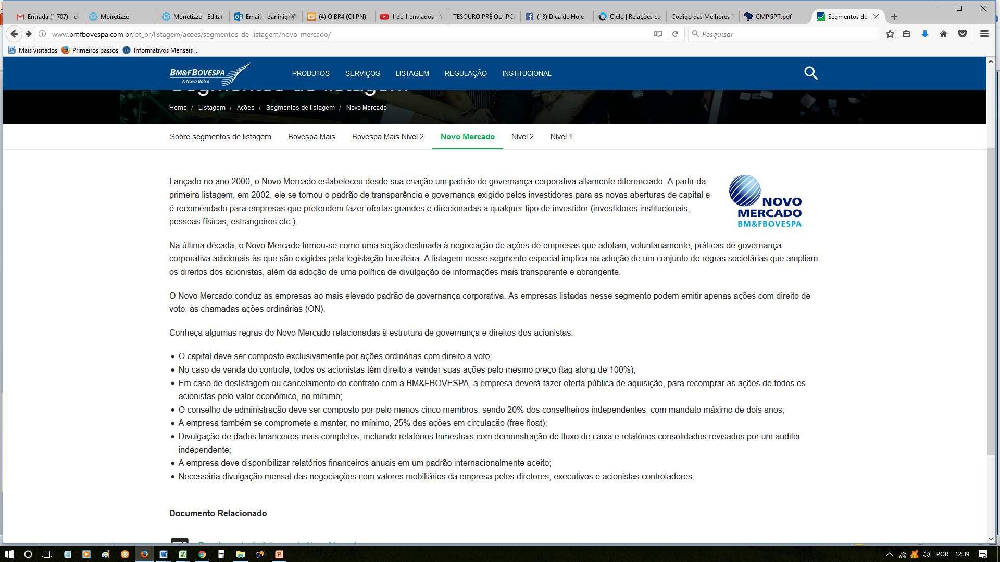 Entrada (1.707) - d
Monetizze
Monetizze - Editar
Email – daninigri@
(4) OIBR4 (OI PN) -
1 de 1 enviados - Y
TESOURO PRÉ OU IPCA
(13) Dica de Hoje -
Cielo | Relações co
Código das Melhores P
CMPGPT.pdf
Segmentos de
www.bmfbovespa.com.br/pt_br/listagem/acoes/segmentos-de-listagem/novo-mercado/
Pesquisar
Mais visitados
Primeiros passos
Informativos Mensais ...
BM&FBOVESPA
A Nova Bolsa
PRODUTOS
SERVIÇOS
LISTAGEM
REGULAÇÃO
INSTITUCIONAL
Segmentos de listagem
Home / Listagem / Ações / Segmentos de listagem / Novo Mercado
Sobre segmentos de listagem
Bovespa Mais
Bovespa Mais Nível 2
Novo Mercado
Nível 2
Nível 1
Lançado no ano 2000, o Novo Mercado estabeleceu desde sua criação um padrão de governança corporativa altamente diferenciado. A partir da
primeira listagem, em 2002, ele se tornou o padrão de transparência e governança exigido pelos investidores para as novas aberturas de capital e
é recomendado para empresas que pretendem fazer ofertas grandes e direcionadas a qualquer tipo de investidor (investidores institucionais,
pessoas físicas, estrangeiros etc.).
NOVO
MERCADO
BM&FBOVESPA
Na última década, o Novo Mercado firmou-se como uma seção destinada à negociação de ações de empresas que adotam, voluntariamente, práticas de governança
corporativa adicionais às que são exigidas pela legislação brasileira. A listagem nesse segmento especial implica na adoção de um conjunto de regras societárias que ampliam
os direitos dos acionistas, além da adoção de uma política de divulgação de informações mais transparente e abrangente.
O Novo Mercado conduz as empresas ao mais elevado padrão de governança corporativa. As empresas listadas nesse segmento podem emitir apenas ações com direito de
voto, as chamadas ações ordinárias (ON).
Conheça algumas regras do Novo Mercado relacionadas à estrutura de governança e direitos dos acionistas:
• O capital deve ser composto exclusivamente por ações ordinárias com direito a voto;
• No caso de venda do controle, todos os acionistas têm direito a vender suas ações pelo mesmo preço (tag along de 100%);
• Em caso de deslistagem ou cancelamento do contrato com a BM&FBOVESPA, a empresa deverá fazer oferta pública de aquisição, para recomprar as ações de todos os
acionistas pelo valor econômico, no mínimo;
• O conselho de administração deve ser composto por pelo menos cinco membros, sendo 20% dos conselheiros independentes, com mandato máximo de dois anos;
• A empresa também se compromete a manter, no mínimo, 25% das ações em circulação (free float);
• Divulgação de dados financeiros mais completos, incluindo relatórios trimestrais com demonstração de fluxo de caixa e relatórios consolidados revisados por um auditor
independente;
• A empresa deve disponibilizar relatórios financeiros anuais em um padrão internacionalmente aceito;
• Necessária divulgação mensal das negociações com valores mobiliários da empresa pelos diretores, executivos e acionistas controladores.
Documento Relacionado
POR
12:39